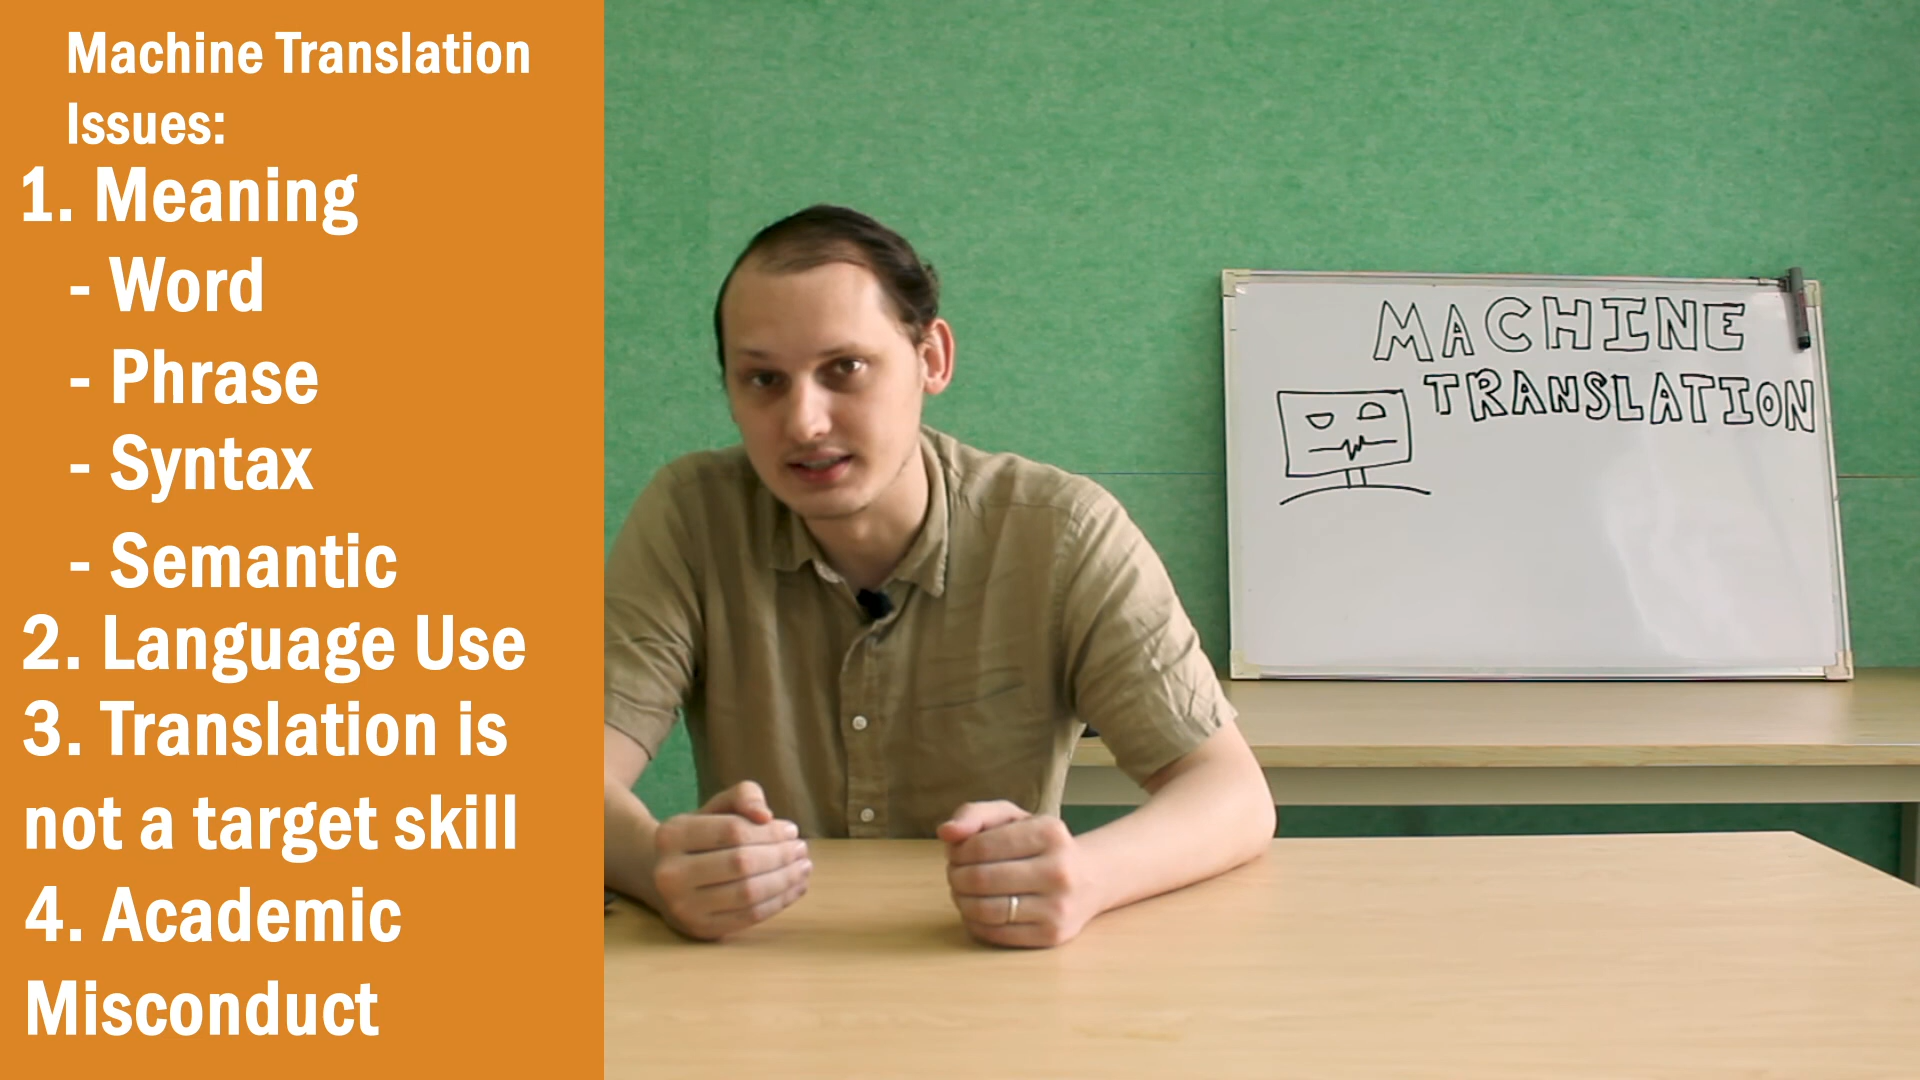 Machine Translation
Issues:
1. Meaning
- Word
- Phrase
- Syntax
- Semantic
2. Language Use
3. Translation is
not a target skill
4. Academic
Misconduct
MACHINE
TRANSLATION